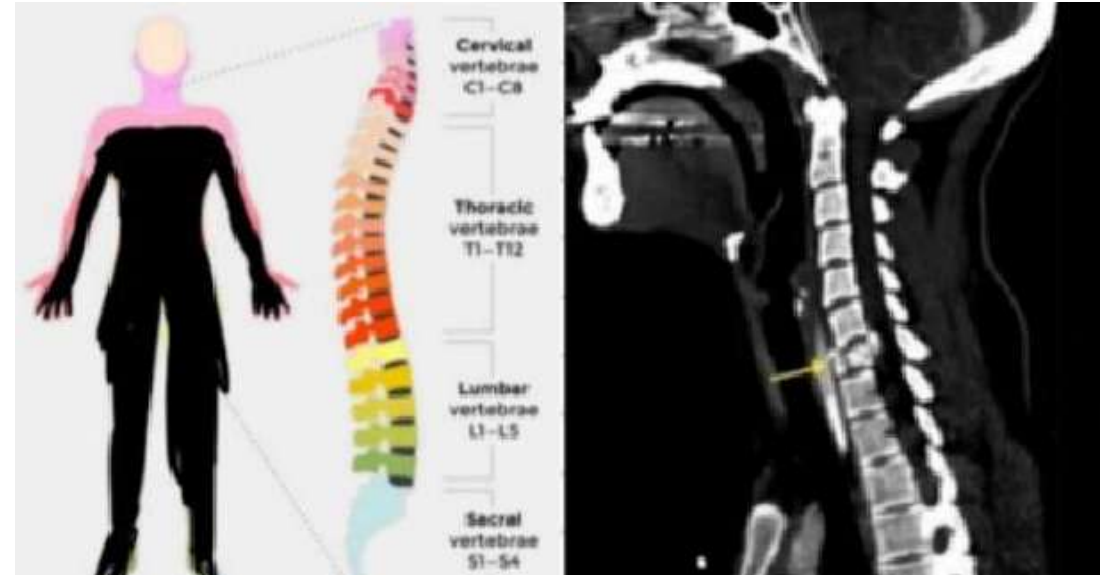 Cervical
vertebrae
C1–C8
Thoracic
vertebrae
T1–T12
Lumbar
vertebrae
L1–L5
Sacral
vertebrae
S1–S4